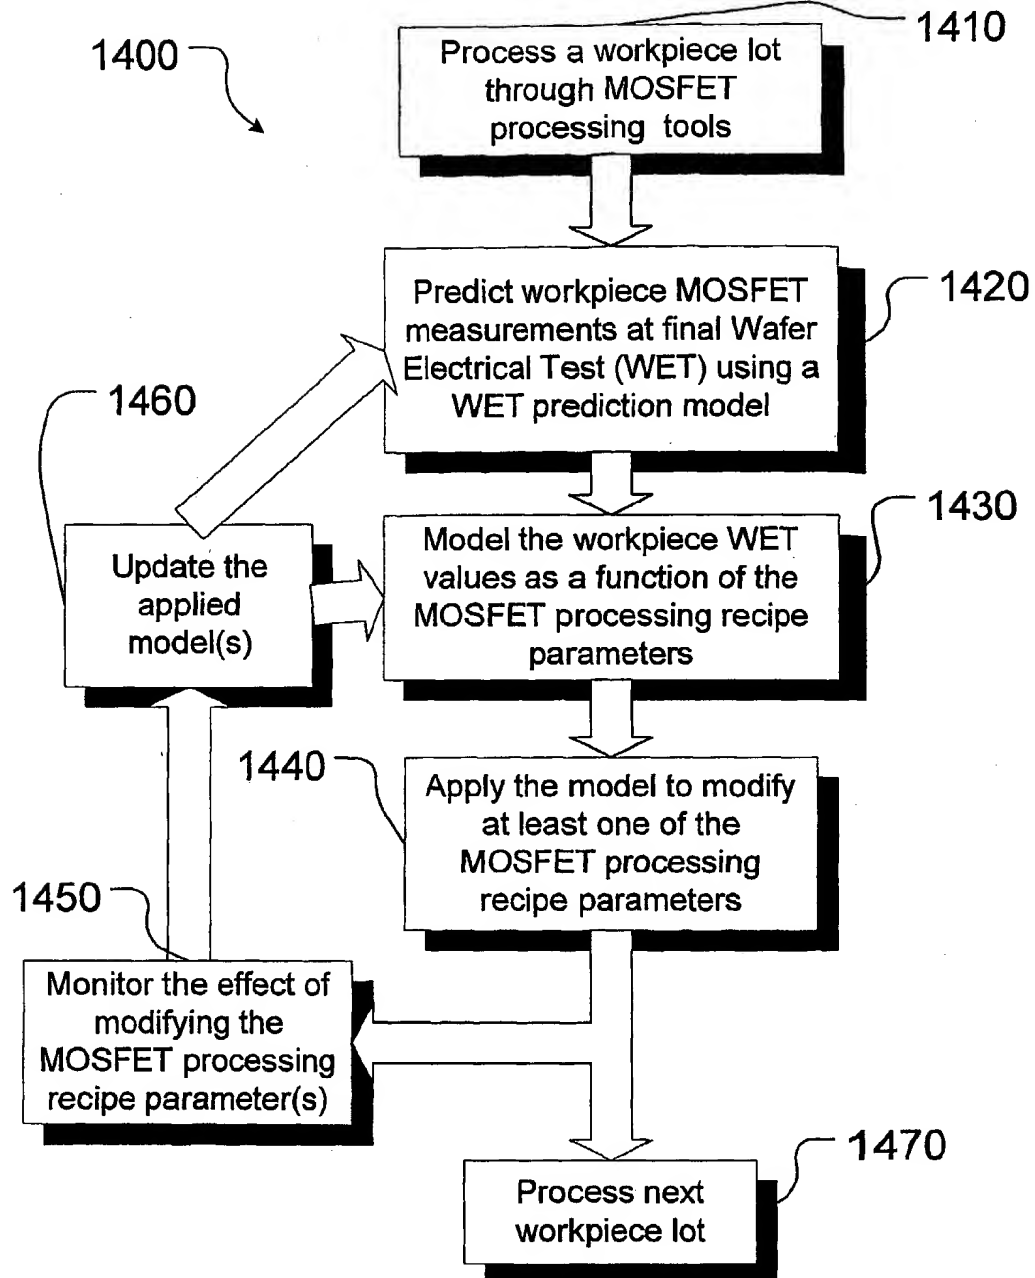 1400
1410
Process a workpiece lot
through MOSFET
processing tools
1420
Predict workpiece MOSFET
measurements at final Wafer
Electrical Test (WET) using a
WET prediction model
1460
Update the
applied
model(s)
1430
Model the workpiece WET
values as a function of the
MOSFET processing recipe
parameters
1440
Apply the model to modify
at least one of the
MOSFET processing
recipe parameters
1450
Monitor the effect of
modifying the
MOSFET processing
recipe parameter(s)
1470
Process next
workpiece lot